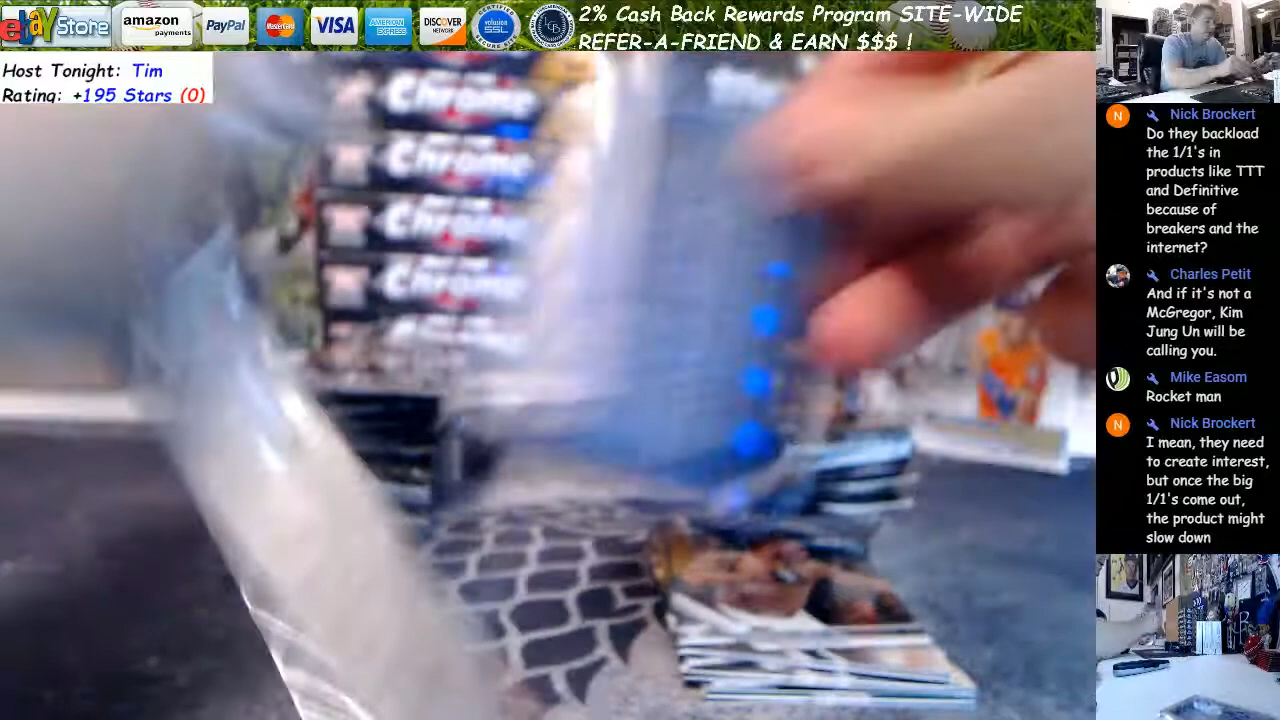 ebay Store
amazon
payments
PayPal
MasterCard
VISA
AMERICAN
EXPRESS
DISCOVER
NETWORK
2% Cash Back Rewards Program SITE-WIDE
REFER-A-FRIEND & EARN $$$ !
Host Tonight: Tim
Rating: +195 Stars (0)
Chrome
Chrome
Chrome
Chrome
Nick Brockert
Do they backload
the 1/1's in
products like TTT
and Definitive
because of
breakers and the
internet?
Charles Petit
And if it's not a
McGregor, Kim
Jung Un will be
calling you.
Mike Easom
Rocket man
N
Nick Brockert
I mean, they need
to create interest,
but once the big
1/1's come out,
the product might
slow down